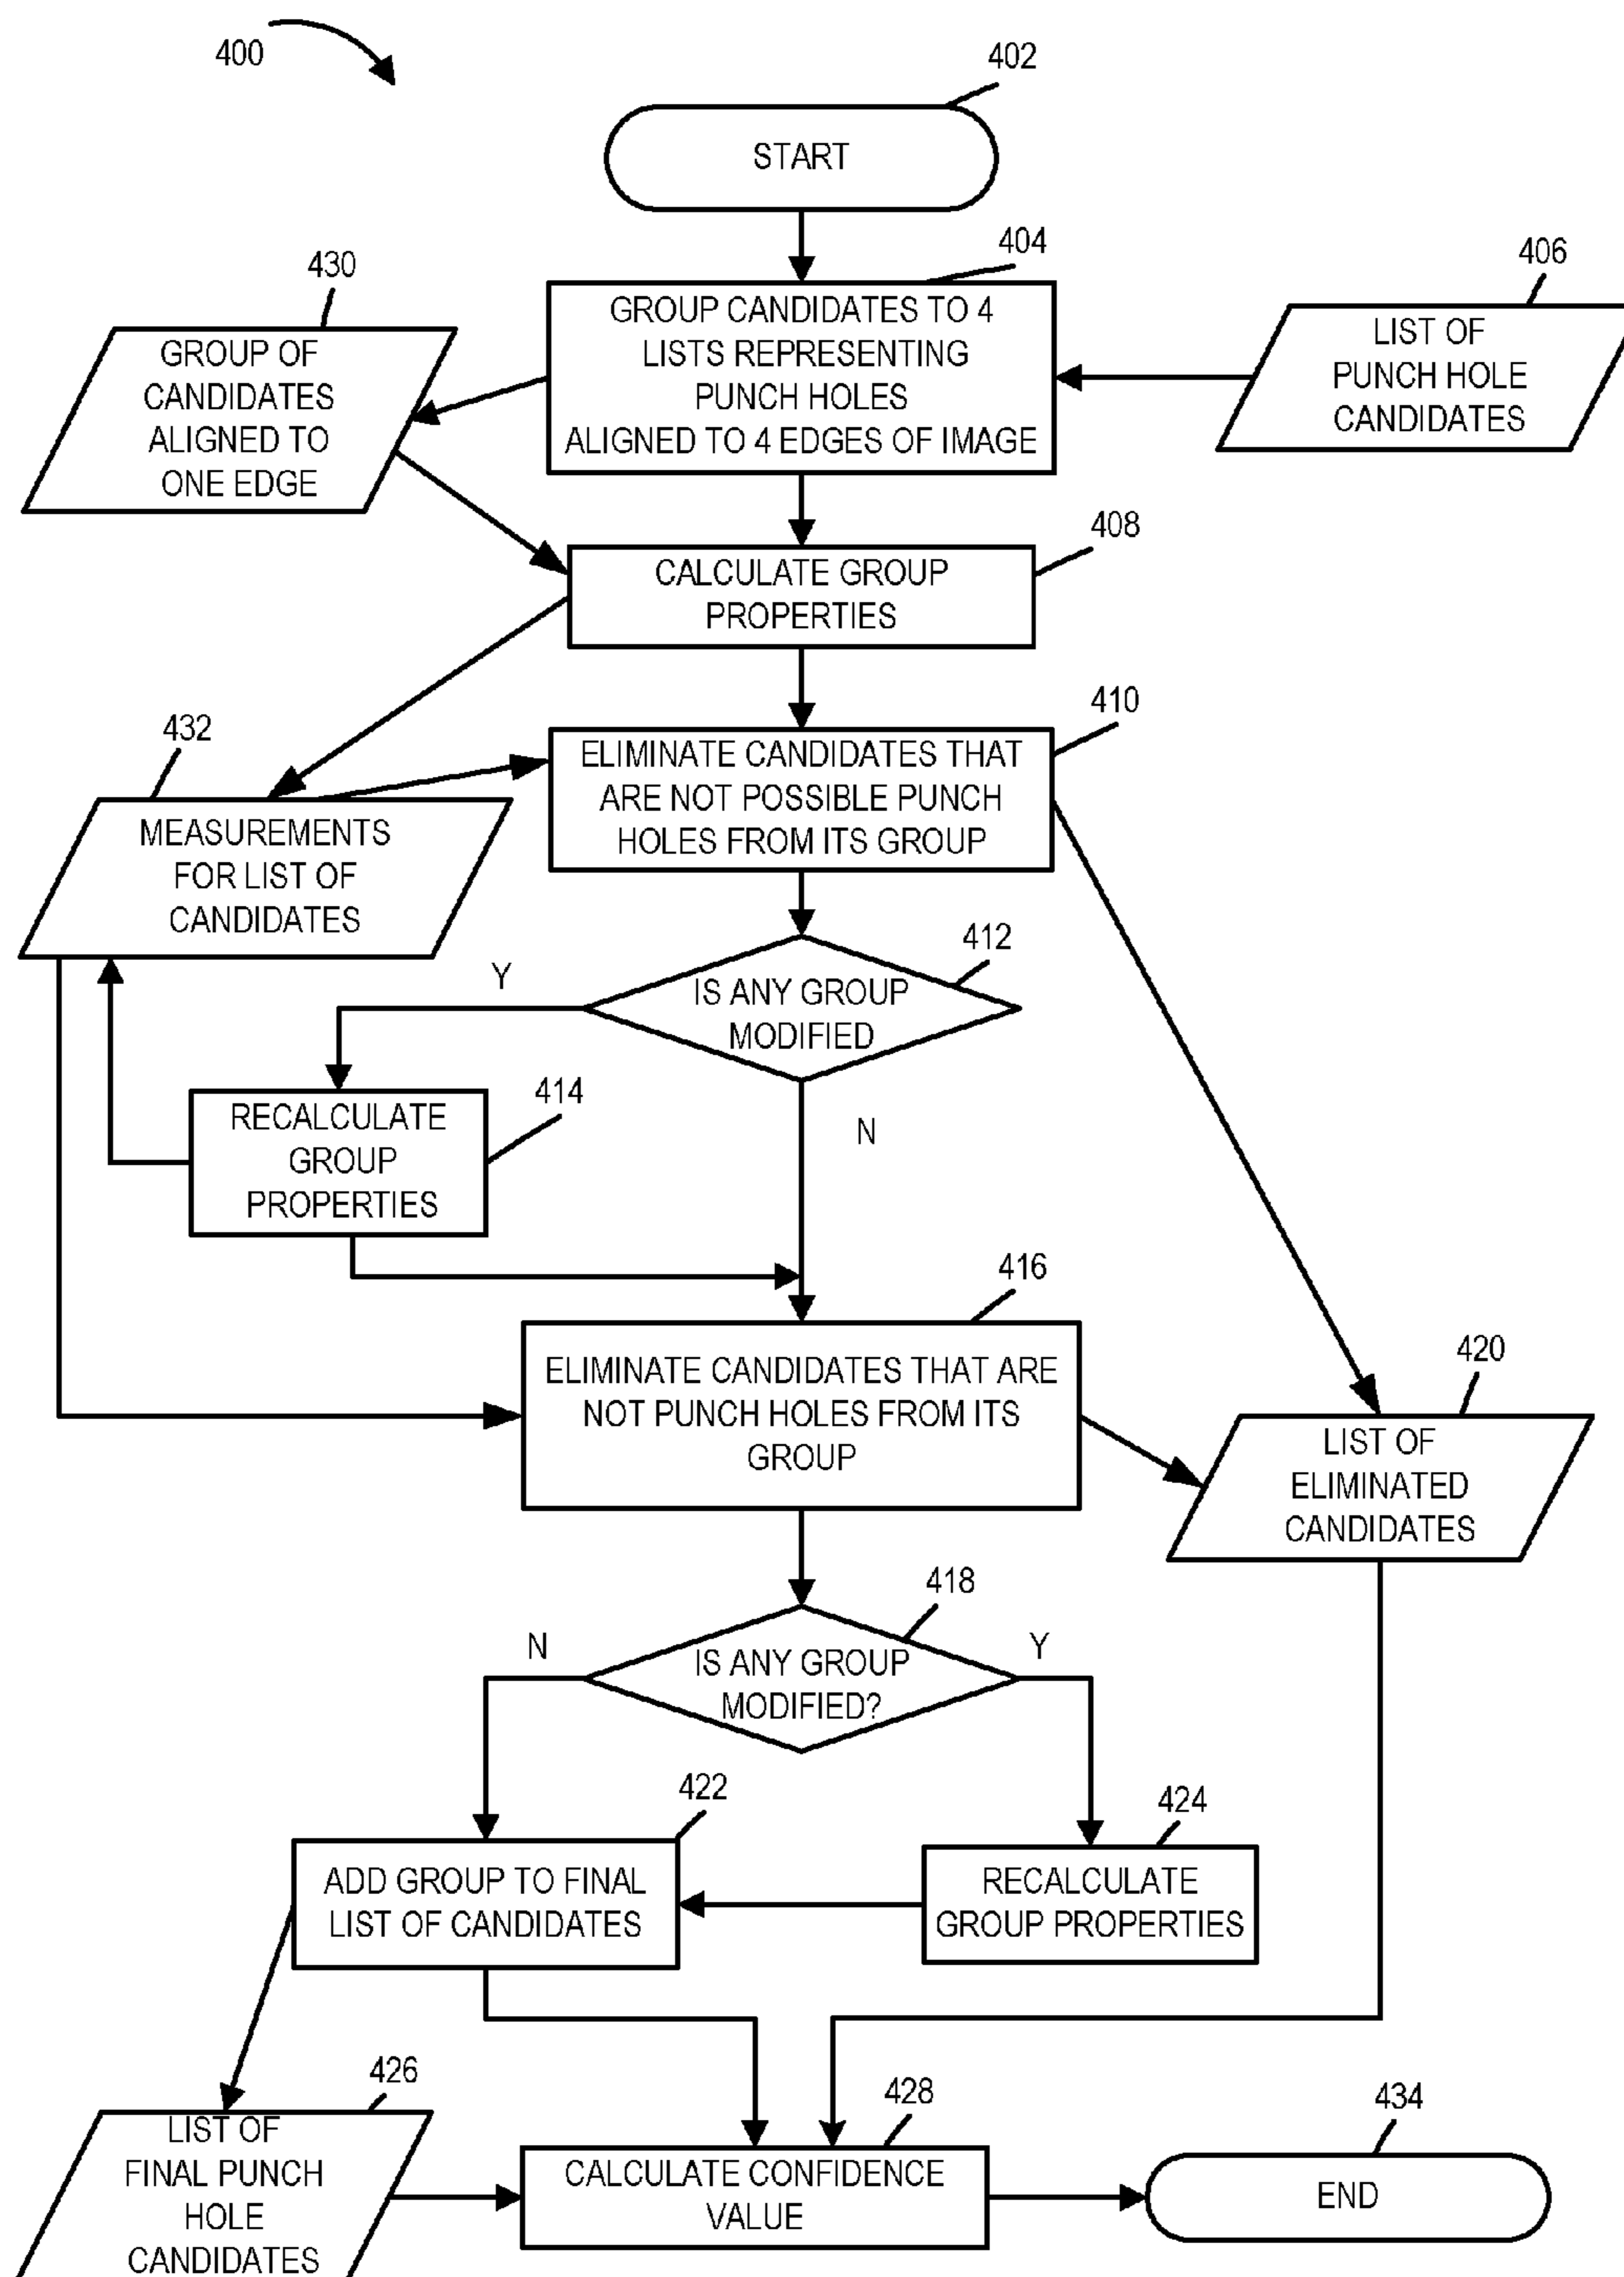 400
402
START
404
430
406
GROUP CANDIDATES TO 4
LISTS REPRESENTING
PUNCH HOLES
ALIGNED TO 4 EDGES OF IMAGE
GROUP OF
CANDIDATES
ALIGNED TO
ONE EDGE
LIST OF
PUNCH HOLE
CANDIDATES
408
CALCULATE GROUP
PROPERTIES
410
432
ELIMINATE CANDIDATES THAT
ARE NOT POSSIBLE PUNCH
HOLES FROM ITS GROUP
MEASUREMENTS
FOR LIST OF
CANDIDATES
412
Y
IS ANY GROUP
MODIFIED
414
N
RECALCULATE
GROUP
PROPERTIES
416
ELIMINATE CANDIDATES THAT ARE
NOT PUNCH HOLES FROM ITS
GROUP
420
LIST OF
ELIMINATED
CANDIDATES
418
N
Y
IS ANY GROUP
MODIFIED?
422
424
ADD GROUP TO FINAL
LIST OF CANDIDATES
RECALCULATE
GROUP PROPERTIES
426
428
434
LIST OF
FINAL PUNCH
HOLE
CANDIDATES
CALCULATE CONFIDENCE
VALUE
END